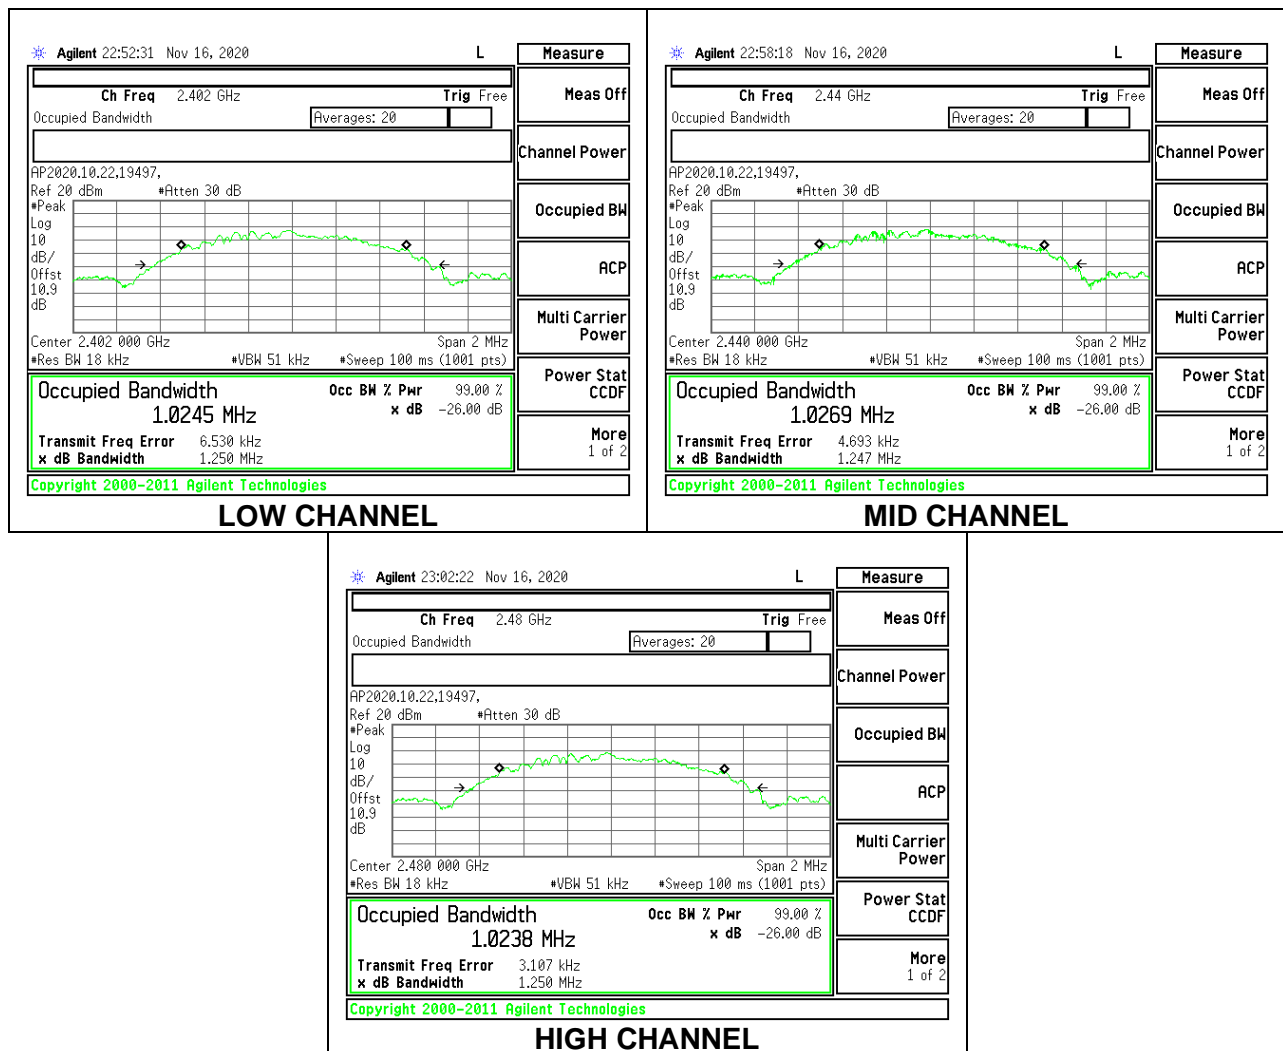 Agilent 22:52:31 Nov 16, 2020 L Measure
Ch Freq 2.402 GHz Trig Free
Occupied Bandwidth Averages: 20
AP2020.10.22,19497,
Ref 20 dBm #Atten 30 dB
#Peak
Log
10
dB/
Offst
10.9
dB
Center 2.402 000 GHz Span 2 MHz
#Res BW 18 kHz #VBW 51 kHz #Sweep 100 ms (1001 pts)
Occupied Bandwidth Occ BW % Pwr 99.00 %
1.0245 MHz x dB -26.00 dB
Transmit Freq Error 6.530 kHz
x dB Bandwidth 1.250 MHz
Copyright 2000-2011 Agilent Technologies
Meas Off
Channel Power
Occupied BW
ACP
Multi Carrier
Power
Power Stat
CCDF
More
1 of 2
LOW CHANNEL
Agilent 22:58:18 Nov 16, 2020 L Measure
Ch Freq 2.44 GHz Trig Free
Occupied Bandwidth Averages: 20
AP2020.10.22,19497,
Ref 20 dBm #Atten 30 dB
#Peak
Log
10
dB/
Offst
10.9
dB
Center 2.440 000 GHz Span 2 MHz
#Res BW 18 kHz #VBW 51 kHz #Sweep 100 ms (1001 pts)
Occupied Bandwidth Occ BW % Pwr 99.00 %
1.0269 MHz x dB -26.00 dB
Transmit Freq Error 4.693 kHz
x dB Bandwidth 1.247 MHz
Copyright 2000-2011 Agilent Technologies
Meas Off
Channel Power
Occupied BW
ACP
Multi Carrier
Power
Power Stat
CCDF
More
1 of 2
MID CHANNEL
Agilent 23:02:22 Nov 16, 2020 L Measure
Ch Freq 2.48 GHz Trig Free
Occupied Bandwidth Averages: 20
AP2020.10.22,19497,
Ref 20 dBm #Atten 30 dB
#Peak
Log
10
dB/
Offst
10.9
dB
Center 2.480 000 GHz Span 2 MHz
#Res BW 18 kHz #VBW 51 kHz #Sweep 100 ms (1001 pts)
Occupied Bandwidth Occ BW % Pwr 99.00 %
1.0238 MHz x dB -26.00 dB
Transmit Freq Error 3.107 kHz
x dB Bandwidth 1.250 MHz
Copyright 2000-2011 Agilent Technologies
Meas Off
Channel Power
Occupied BW
ACP
Multi Carrier
Power
Power Stat
CCDF
More
1 of 2
HIGH CHANNEL